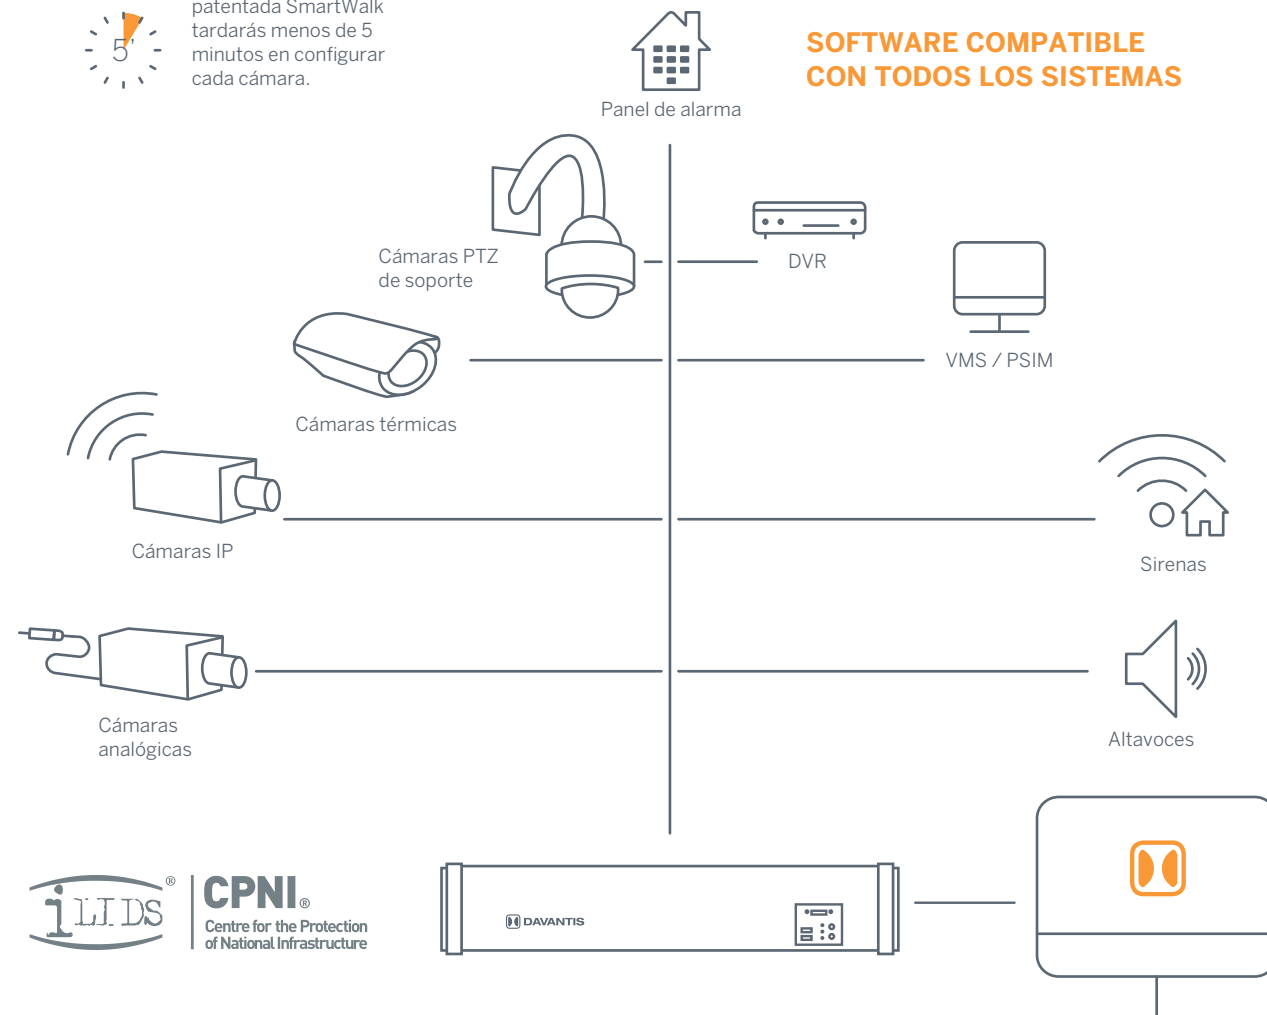 patentada SmartWalk
tardarás menos de 5
minutos en configurar
cada cámara.
5'
SOFTWARE COMPATIBLE
CON TODOS LOS SISTEMAS
Panel de alarma
Cámaras PTZ
de soporte
DVR
VMS / PSIM
Cámaras térmicas
Cámaras IP
Sirenas
Cámaras
analógicas
Altavoces
iLIDS®
CPNI®
Centre for the Protection
of National Infrastructure
DAVANTIS